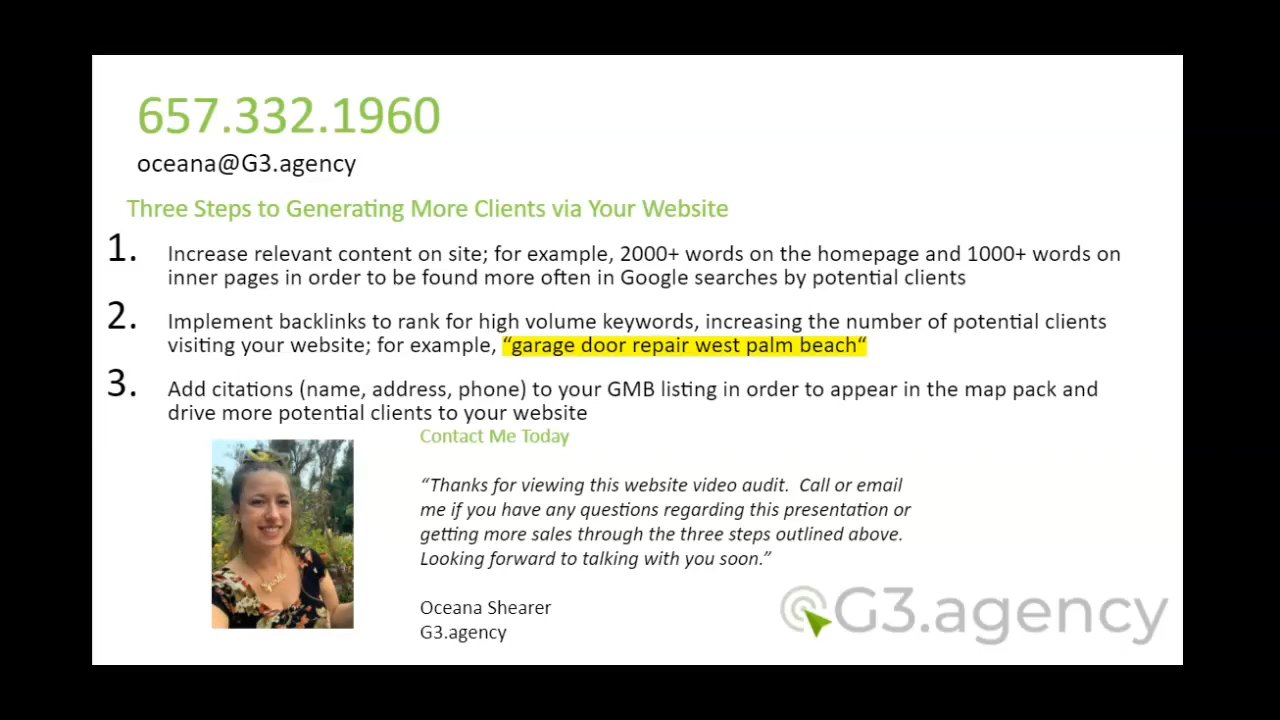 657.332.1960
oceana@G3.agency
Three Steps to Generating More Clients via Your Website
1. Increase relevant content on site; for example, 2000+ words on the homepage and 1000+ words on
inner pages in order to be found more often in Google searches by potential clients
2. Implement backlinks to rank for high volume keywords, increasing the number of potential clients
visiting your website; for example, “garage door repair west palm beach“
3. Add citations (name, address, phone) to your GMB listing in order to appear in the map pack and
drive more potential clients to your website
Contact Me Today
“Thanks for viewing this website video audit.  Call or email
me if you have any questions regarding this presentation or
getting more sales through the three steps outlined above.
Looking forward to talking with you soon.”
Oceana Shearer
G3.agency
G3.agency